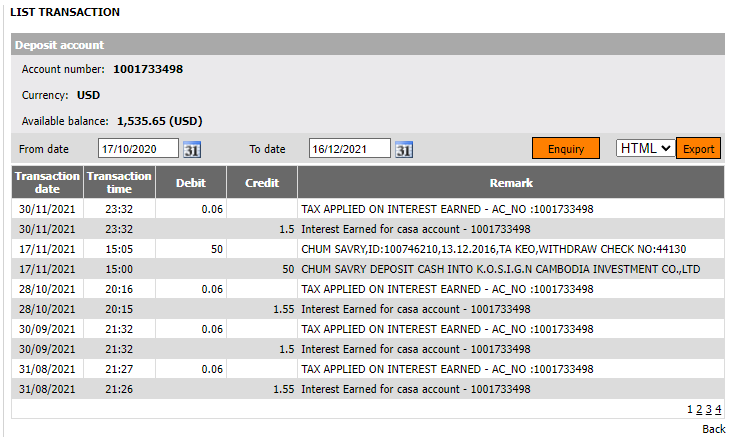 LIST TRANSACTION
Deposit account
Account number: 1001733498
Currency: USD
Available balance: 1,535.65 (USD)
From date 17/10/2020 31 To date 16/12/2021 31 Enquiry HTML Export
Transaction date Transaction time Debit Credit Remark
30/11/2021 23:32 0.06 TAX APPLIED ON INTEREST EARNED - AC_NO :1001733498
30/11/2021 23:32 1.5 Interest Earned for casa account - 1001733498
17/11/2021 15:05 50 CHUM SAVRY,ID:100746210,13.12.2016,TA KEO,WITHDRAW CHECK NO:44130
17/11/2021 15:00 50 CHUM SAVRY DEPOSIT CASH INTO K.O.S.I.G.N CAMBODIA INVESTMENT CO.,LTD
28/10/2021 20:16 0.06 TAX APPLIED ON INTEREST EARNED - AC_NO :1001733498
28/10/2021 20:15 1.55 Interest Earned for casa account - 1001733498
30/09/2021 21:32 0.06 TAX APPLIED ON INTEREST EARNED - AC_NO :1001733498
30/09/2021 21:32 1.5 Interest Earned for casa account - 1001733498
31/08/2021 21:27 0.06 TAX APPLIED ON INTEREST EARNED - AC_NO :1001733498
31/08/2021 21:26 1.55 Interest Earned for casa account - 1001733498
1 2 3 4
Back